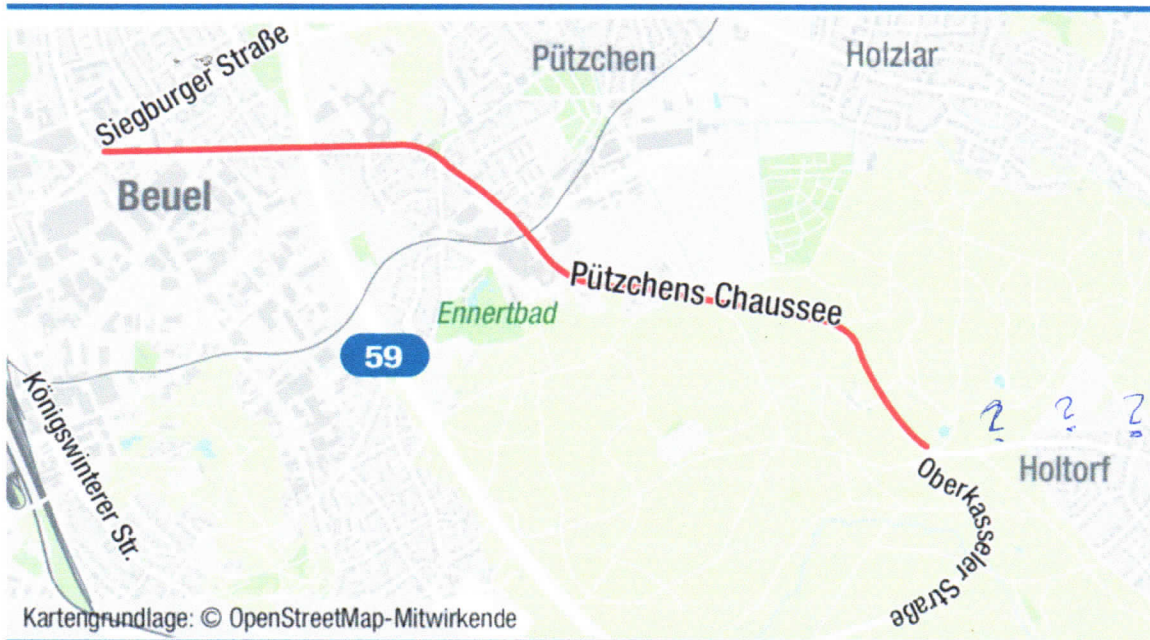 Siegburger Straße
Pützchen
Holzlar
Beuel
Pützchens Chaussee
Ennertbad
59
Königswinterer Str.
? ? ?
Holtorf
Oberkasseler Straße
Kartengrundlage: © OpenStreetMap-Mitwirkende